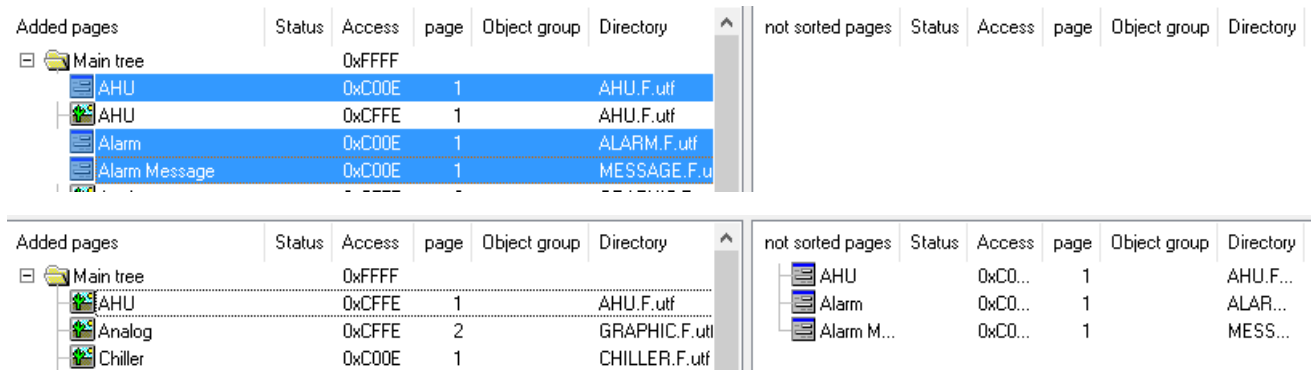 Added pages Status Access page Object group Directory not sorted pages Status Access page Object group Directory
Main tree 0xFFFF
AHU 0xC00E 1 AHU.F.utf
AHU 0xCFFE 1 AHU.F.utf
Alarm 0xC00E 1 ALARM.F.utf
Alarm Message 0xC00E 1 MESSAGE.F.u
Added pages Status Access page Object group Directory not sorted pages Status Access page Object group Directory
Main tree 0xFFFF AHU 0xC0... 1 AHU.F...
AHU 0xCFFE 1 AHU.F.utf Alarm 0xC0... 1 ALAR...
Analog 0xCFFE 2 GRAPHIC.F.utf Alarm M... 0xC0... 1 MESS...
Chiller 0xC00E 1 CHILLER.F.utf